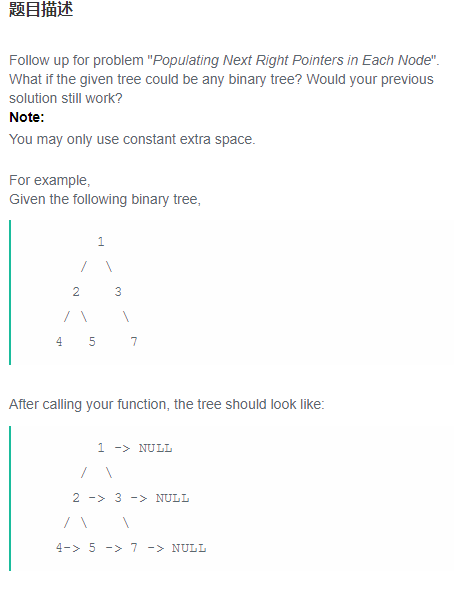 题目描述
Follow up for problem "Populating Next Right Pointers in Each Node".
What if the given tree could be any binary tree? Would your previous
solution still work?
Note:
You may only use constant extra space.
For example,
Given the following binary tree,
1
/ \
2 3
/ \ \
4 5 7
After calling your function, the tree should look like:
1 -> NULL
/ \
2 -> 3 -> NULL
/ \ \
4-> 5 -> 7 -> NULL